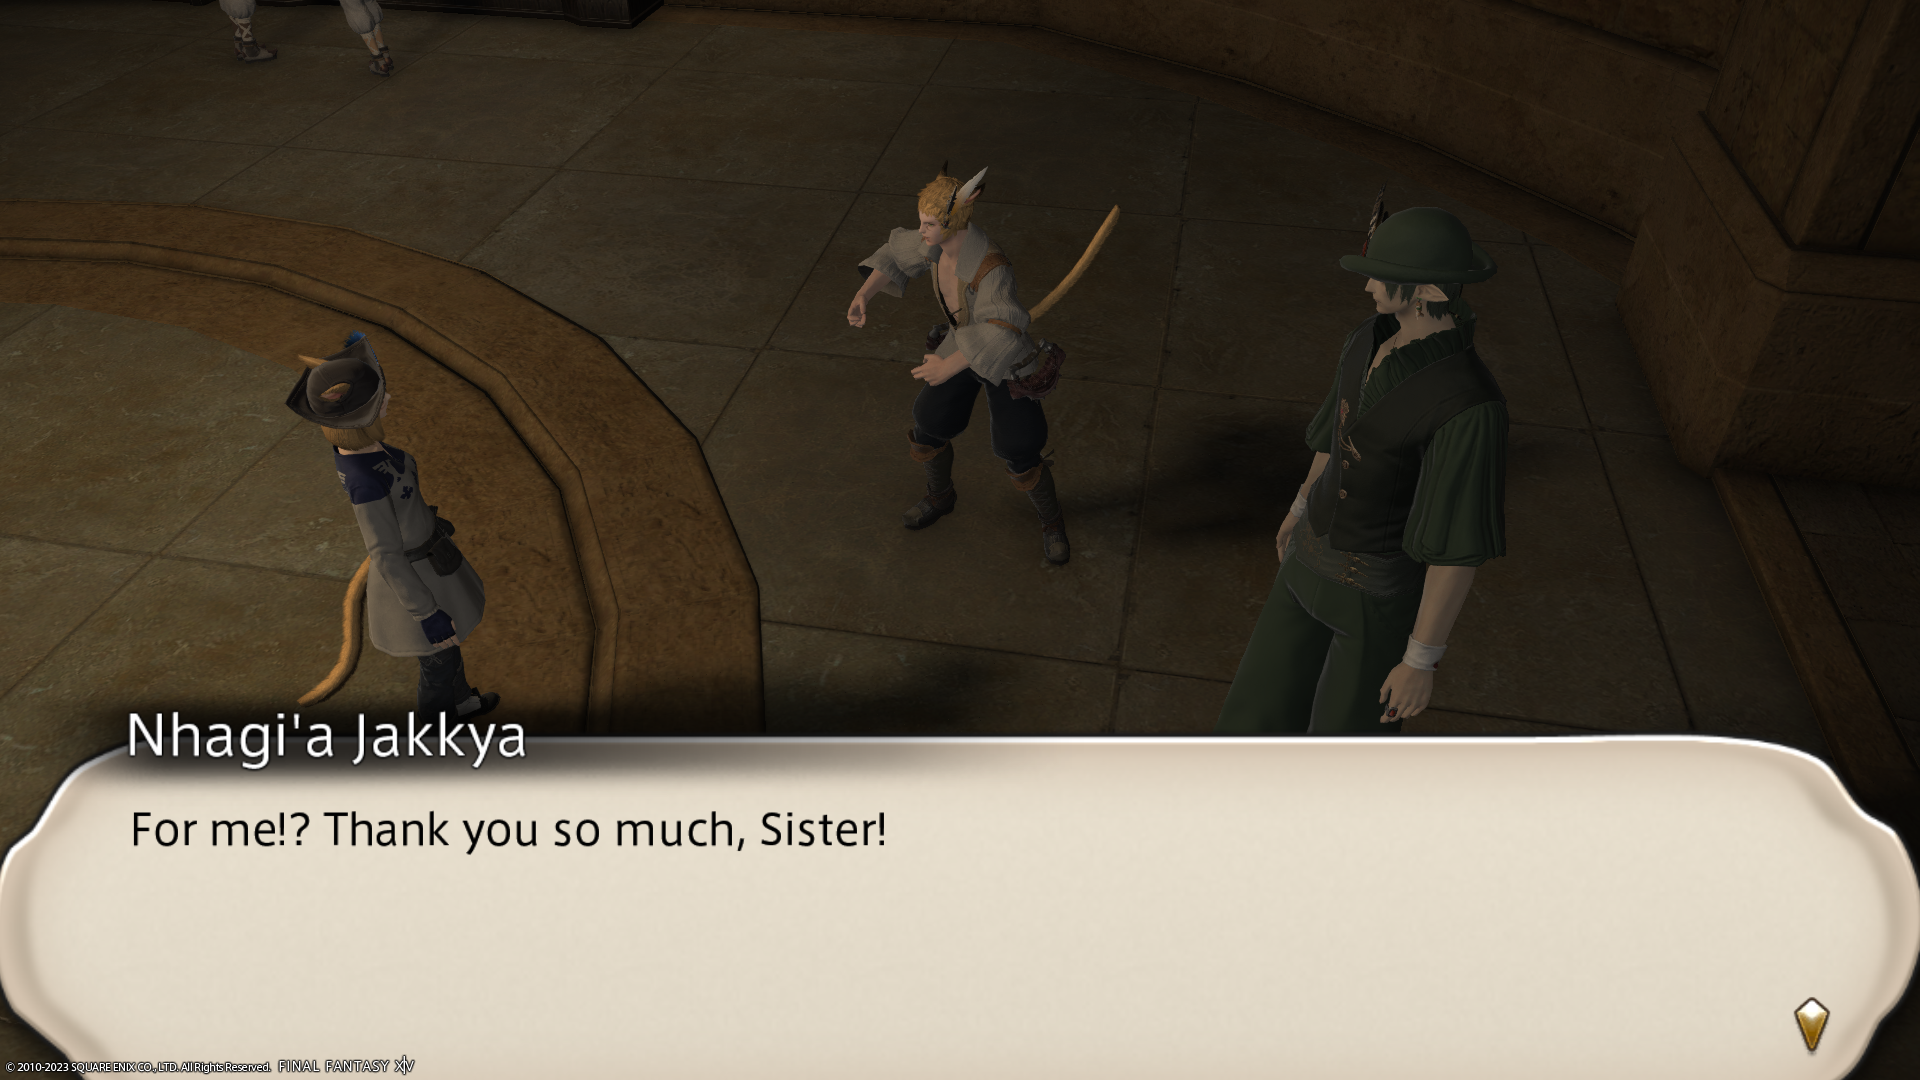 Nhagi'a Jakkya
For me!? Thank you so much, Sister!
© 2010-2023 SQUARE ENIX CO., LTD. All Rights Reserved. FINAL FANTASY XIV